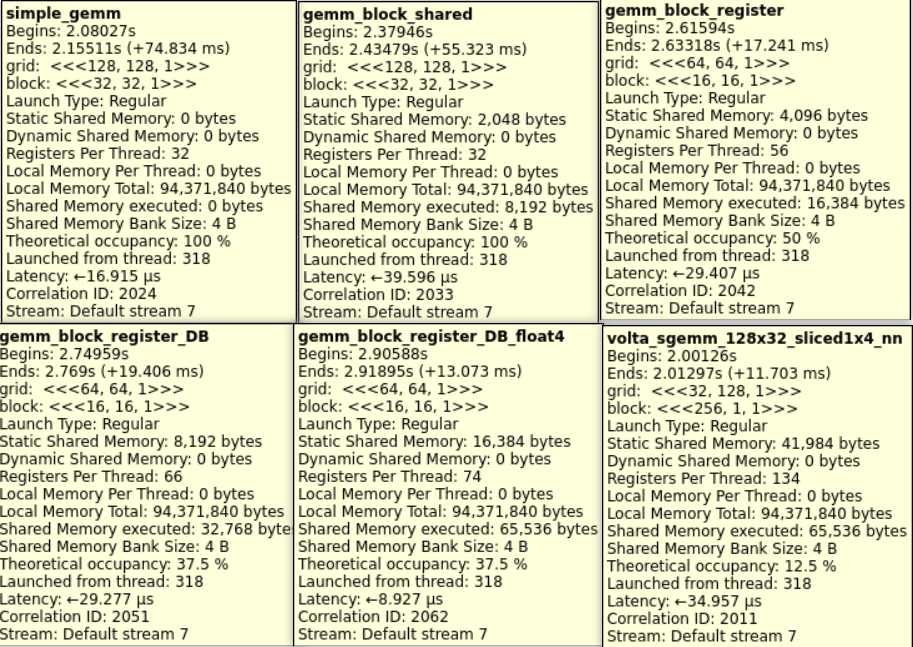 simple_gemm
Begins: 2.08027s
Ends: 2.15511s (+74.834 ms)
grid: <<<128, 128, 1>>>
block: <<<32, 32, 1>>>
Launch Type: Regular
Static Shared Memory: 0 bytes
Dynamic Shared Memory: 0 bytes
Registers Per Thread: 32
Local Memory Per Thread: 0 bytes
Local Memory Total: 94,371,840 bytes
Shared Memory executed: 0 bytes
Shared Memory Bank Size: 4 B
Theoretical occupancy: 100 %
Launched from thread: 318
Latency: ←16.915 μs
Correlation ID: 2024
Stream: Default stream 7
gemm_block_shared
Begins: 2.37946s
Ends: 2.43479s (+55.323 ms)
grid: <<<128, 128, 1>>>
block: <<<32, 32, 1>>>
Launch Type: Regular
Static Shared Memory: 2,048 bytes
Dynamic Shared Memory: 0 bytes
Registers Per Thread: 32
Local Memory Per Thread: 0 bytes
Local Memory Total: 94,371,840 bytes
Shared Memory executed: 8,192 bytes
Shared Memory Bank Size: 4 B
Theoretical occupancy: 100 %
Launched from thread: 318
Latency: ←39.596 μs
Correlation ID: 2033
Stream: Default stream 7
gemm_block_register
Begins: 2.61594s
Ends: 2.63318s (+17.241 ms)
grid: <<<64, 64, 1>>>
block: <<<16, 16, 1>>>
Launch Type: Regular
Static Shared Memory: 4,096 bytes
Dynamic Shared Memory: 0 bytes
Registers Per Thread: 56
Local Memory Per Thread: 0 bytes
Local Memory Total: 94,371,840 bytes
Shared Memory executed: 16,384 bytes
Shared Memory Bank Size: 4 B
Theoretical occupancy: 50 %
Launched from thread: 318
Latency: ←29.407 μs
Correlation ID: 2042
Stream: Default stream 7
gemm_block_register_DB
Begins: 2.74959s
Ends: 2.769s (+19.406 ms)
grid: <<<64, 64, 1>>>
block: <<<16, 16, 1>>>
Launch Type: Regular
Static Shared Memory: 8,192 bytes
Dynamic Shared Memory: 0 bytes
Registers Per Thread: 66
Local Memory Per Thread: 0 bytes
Local Memory Total: 94,371,840 bytes
Shared Memory executed: 32,768 byte
Shared Memory Bank Size: 4 B
Theoretical occupancy: 37.5 %
Launched from thread: 318
Latency: ←29.277 μs
Correlation ID: 2051
Stream: Default stream 7
gemm_block_register_DB_float4
Begins: 2.90588s
Ends: 2.91895s (+13.073 ms)
grid: <<<64, 64, 1>>>
block: <<<16, 16, 1>>>
Launch Type: Regular
Static Shared Memory: 16,384 bytes
Dynamic Shared Memory: 0 bytes
Registers Per Thread: 74
Local Memory Per Thread: 0 bytes
Local Memory Total: 94,371,840 bytes
Shared Memory executed: 65,536 bytes
Shared Memory Bank Size: 4 B
Theoretical occupancy: 37.5 %
Launched from thread: 318
Latency: ←8.927 μs
Correlation ID: 2062
Stream: Default stream 7
volta_sgemm_128x32_sliced1x4_nn
Begins: 2.00126s
Ends: 2.01297s (+11.703 ms)
grid: <<<32, 128, 1>>>
block: <<<256, 1, 1>>>
Launch Type: Regular
Static Shared Memory: 41,984 bytes
Dynamic Shared Memory: 0 bytes
Registers Per Thread: 134
Local Memory Per Thread: 0 bytes
Local Memory Total: 94,371,840 bytes
Shared Memory executed: 65,536 bytes
Shared Memory Bank Size: 4 B
Theoretical occupancy: 12.5 %
Launched from thread: 318
Latency: ←34.957 μs
Correlation ID: 2011
Stream: Default stream 7